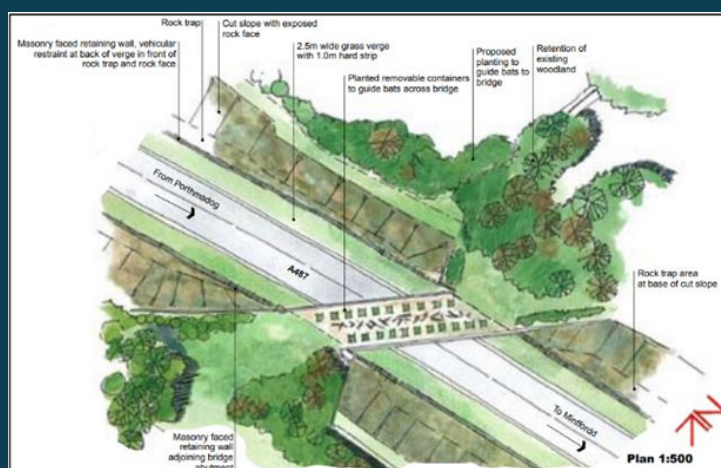 Rock trap
Cut slope with exposed
rock face
Masonry faced retaining wall, vehicular
restraint at back of verge in front of
rock trap and rock face
2.5m wide grass verge
with 1.0m hard strip
Planted removable containers
to guide bats across bridge
Proposed
planting to
guide bats to
bridge
Retention of
existing
woodland
From Porthmadog
A487
Rock trap area
at base of cut slope
To Minffordd
Masonry faced
retaining wall
adjoining bridge
abutment
N
Plan 1:500